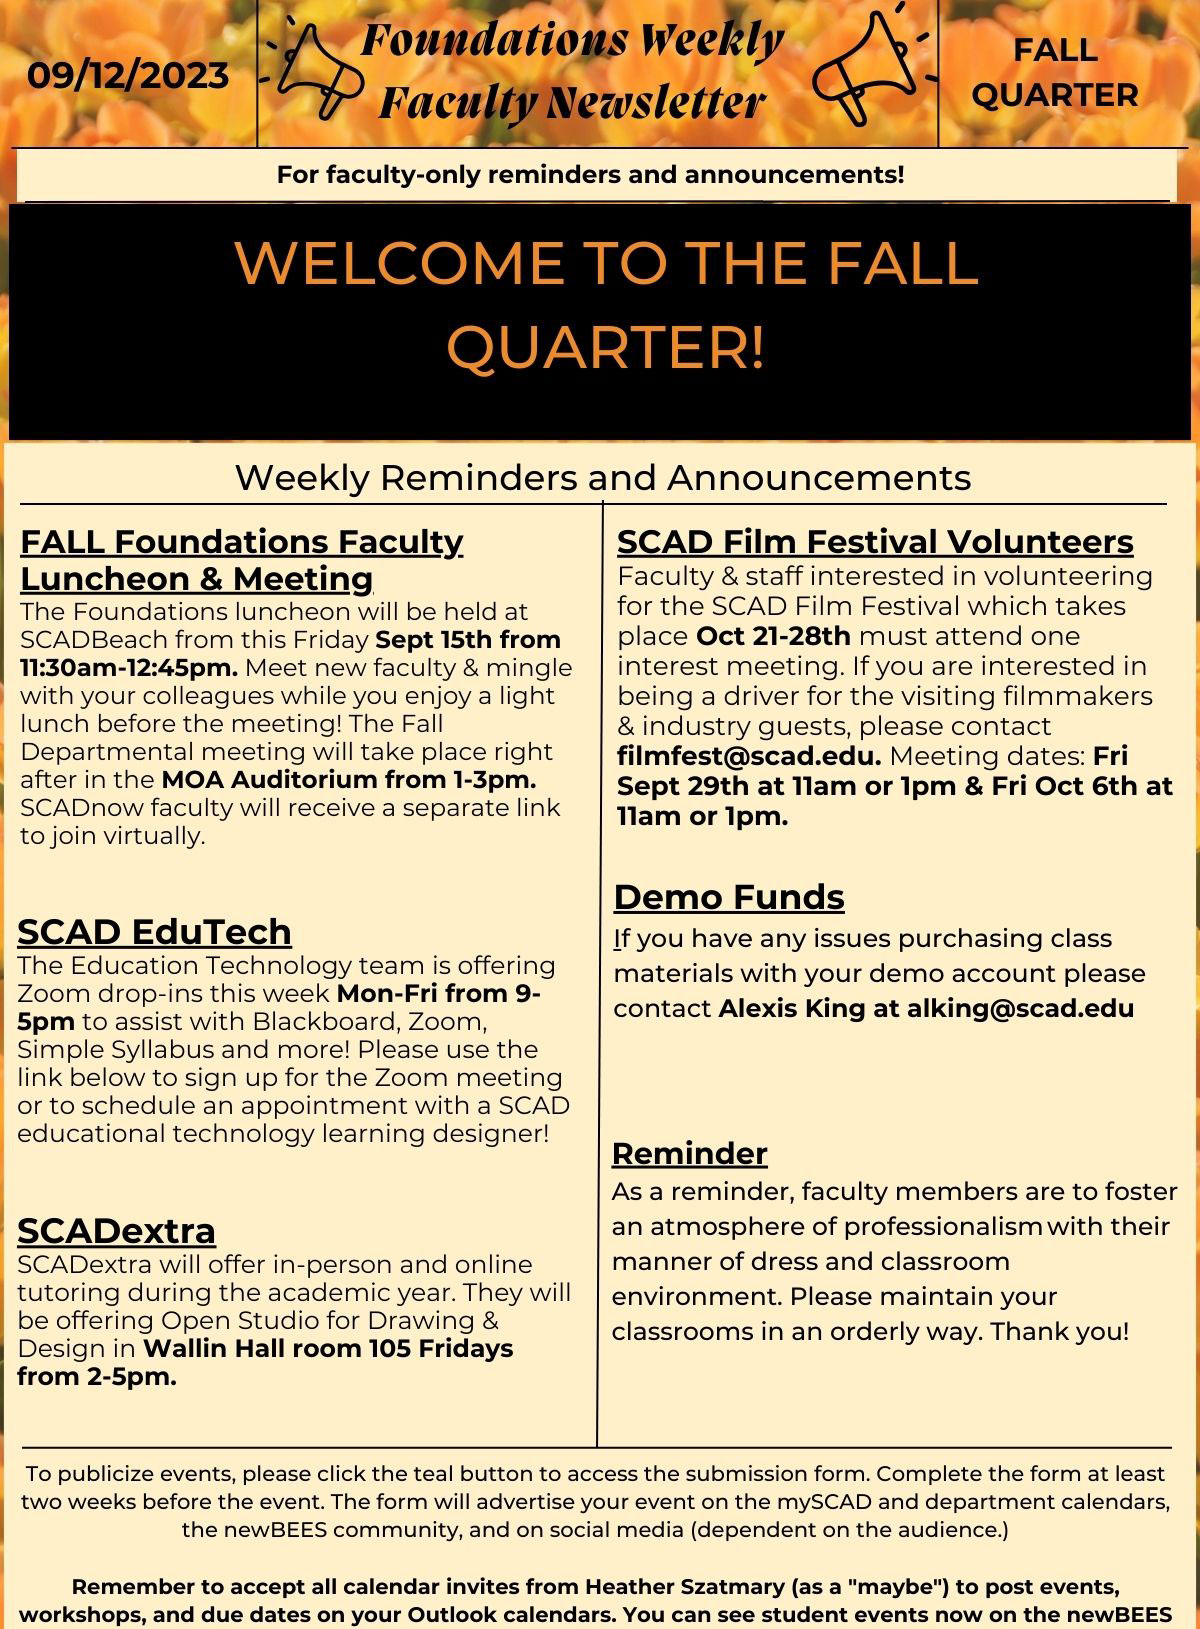 09/12/2023
Foundations Weekly
Faculty Newsletter
FALL
QUARTER
For faculty-only reminders and announcements!
WELCOME TO THE FALL
QUARTER!
Weekly Reminders and Announcements
FALL Foundations Faculty
Luncheon & Meeting
The Foundations luncheon will be held at
SCADBeach from this Friday Sept 15th from
11:30am-12:45pm. Meet new faculty & mingle
with your colleagues while you enjoy a light
lunch before the meeting! The Fall
Departmental meeting will take place right
after in the MOA Auditorium from 1-3pm.
SCADnow faculty will receive a separate link
to join virtually.
SCAD EduTech
The Education Technology team is offering
Zoom drop-ins this week Mon-Fri from 9-
5pm to assist with Blackboard, Zoom,
Simple Syllabus and more! Please use the
link below to sign up for the Zoom meeting
or to schedule an appointment with a SCAD
educational technology learning designer!
SCADextra
SCADextra will offer in-person and online
tutoring during the academic year. They will
be offering Open Studio for Drawing &
Design in Wallin Hall room 105 Fridays
from 2-5pm.
SCAD Film Festival Volunteers
Faculty & staff interested in volunteering
for the SCAD Film Festival which takes
place Oct 21-28th must attend one
interest meeting. If you are interested in
being a driver for the visiting filmmakers
& industry guests, please contact
filmfest@scad.edu. Meeting dates: Fri
Sept 29th at 11am or 1pm & Fri Oct 6th at
11am or 1pm.
Demo Funds
If you have any issues purchasing class
materials with your demo account please
contact Alexis King at alking@scad.edu
Reminder
As a reminder, faculty members are to foster
an atmosphere of professionalism with their
manner of dress and classroom
environment. Please maintain your
classrooms in an orderly way. Thank you!
To publicize events, please click the teal button to access the submission form. Complete the form at least
two weeks before the event. The form will advertise your event on the mySCAD and department calendars,
the newBEES community, and on social media (dependent on the audience.)
Remember to accept all calendar invites from Heather Szatmary (as a "maybe") to post events,
workshops, and due dates on your Outlook calendars. You can see student events now on the newBEES